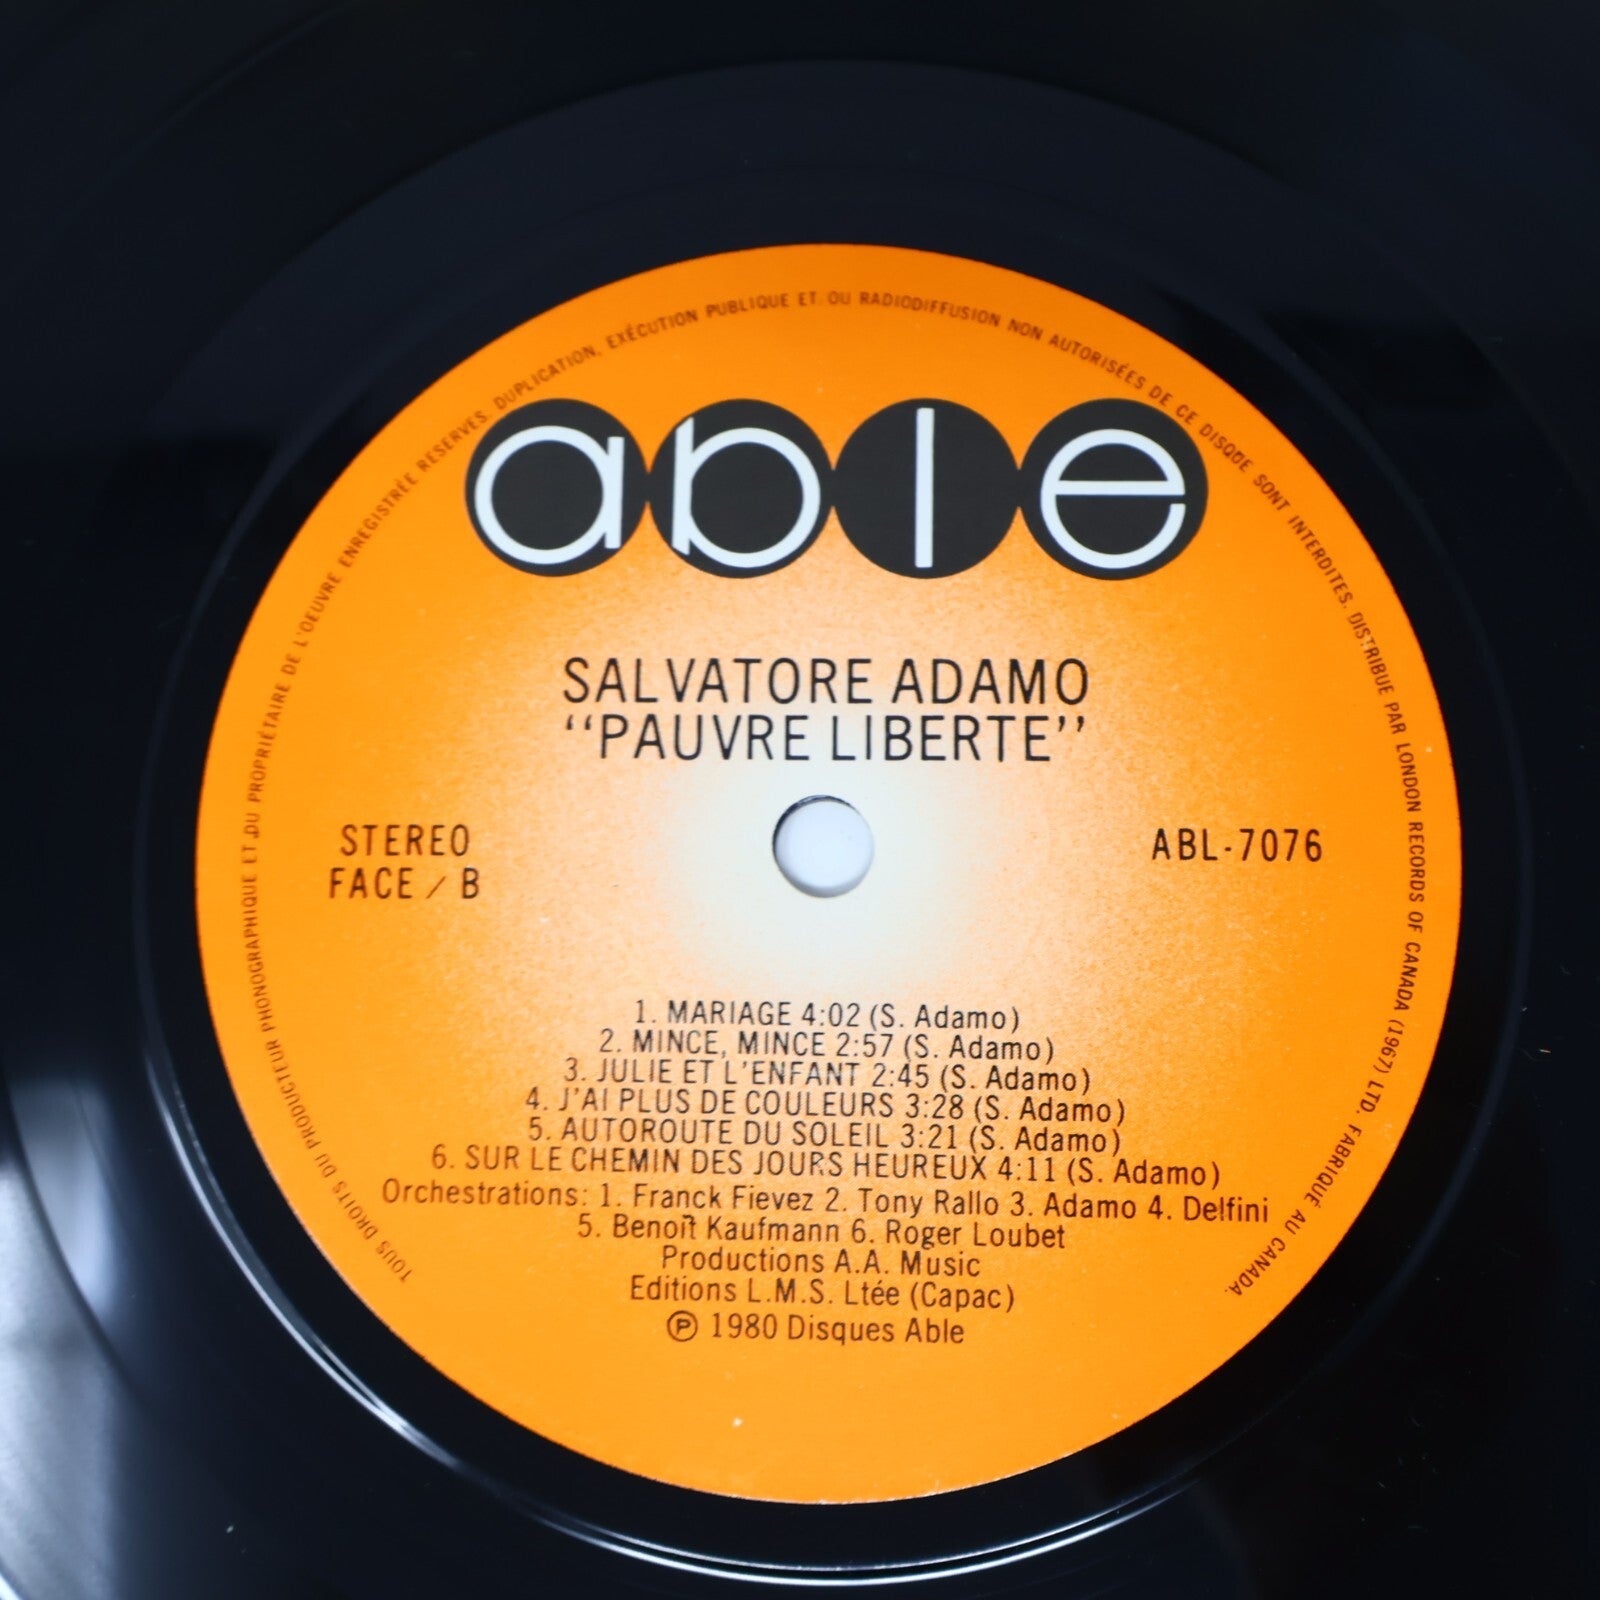 TOUS DROITS DU PRODUCTEUR PHONOGRAPHIQUE ET DU PROPRIÉTAIRE DE L'OEUVRE ENREGISTRÉE RESERVES. DUPLICATION, EXÉCUTION PUBLIQUE ET/OU RADIODIFFUSION NON AUTORISÉES DE CE DISQUE SONT INTERDITES. DISTRIBUE PAR LONDON RECORDS OF CANADA (1967) LTD. FABRIQUÉ AU CANADA.
able
SALVATORE ADAMO
“PAUVRE LIBERTE”
STEREO
FACE / B
ABL-7076
1. MARIAGE 4:02 (S. Adamo)
2. MINCE, MINCE 2:57 (S. Adamo)
3. JULIE ET L'ENFANT 2:45 (S. Adamo)
4. J'AI PLUS DE COULEURS 3:28 (S. Adamo)
5. AUTOROUTE DU SOLEIL 3:21 (S. Adamo)
6. SUR LE CHEMIN DES JOURS HEUREUX 4:11 (S. Adamo)
Orchestrations: 1. Franck Fievez 2. Tony Rallo 3. Adamo 4. Delfini
5. Benoît Kaufmann 6. Roger Loubet
Productions A.A. Music
Editions L.M.S. Ltée (Capac)
℗ 1980 Disques Able